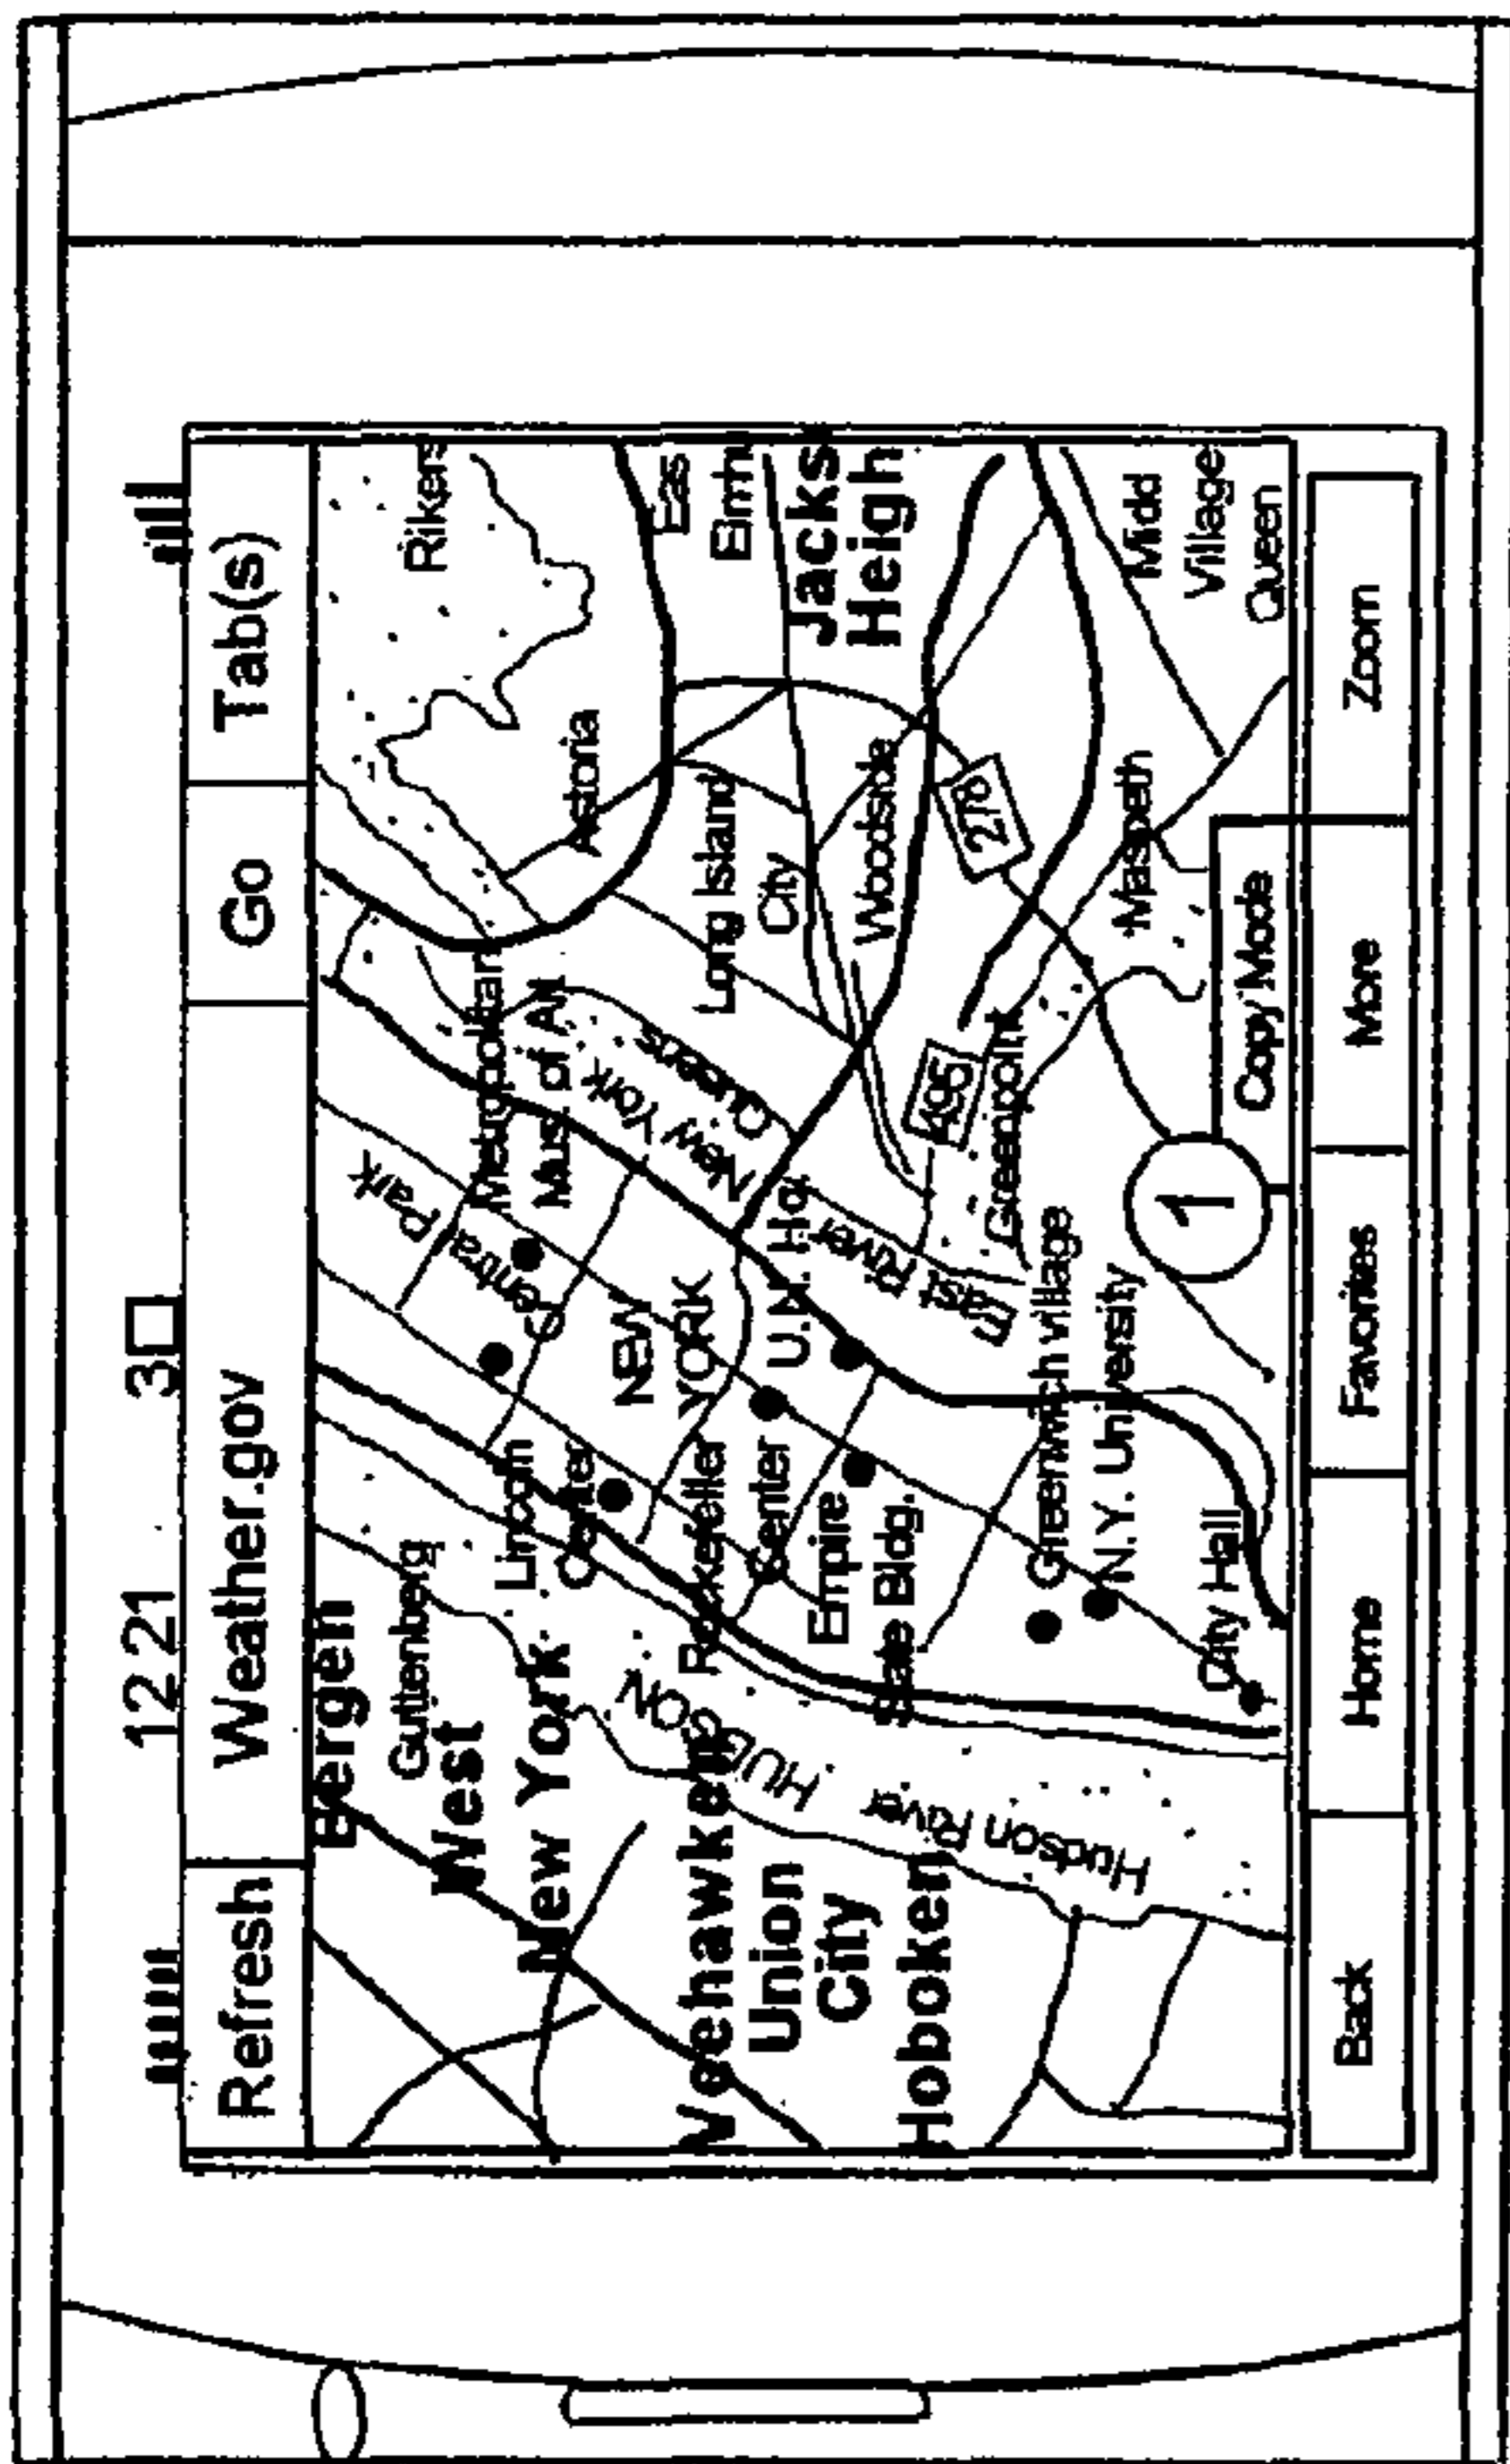 12 21 3
Refresh
Weather.gov
Go
Tab(s)
Bergen
Guttenberg
West
New York
Weehawken
Union
City
Hoboken
HUDSON
Hudson River
Lincoln
Center
Rockefeller
Center
Empire
State Bldg.
Greenwich village
N.Y. University
City Hall
Central Park
NEW
YORK
Metropolitan
Mus. of Art
U.N. Hq.
East River
New York
Queens
Rikers
Astoria
Long Island
City
Woodside
495
278
Greenpoint
Maspeth
Eas
Elmh
Jacks
Heigh
Midd
Village
Queen
1
Copy Mode
Back
Home
Favorites
More
Zoom